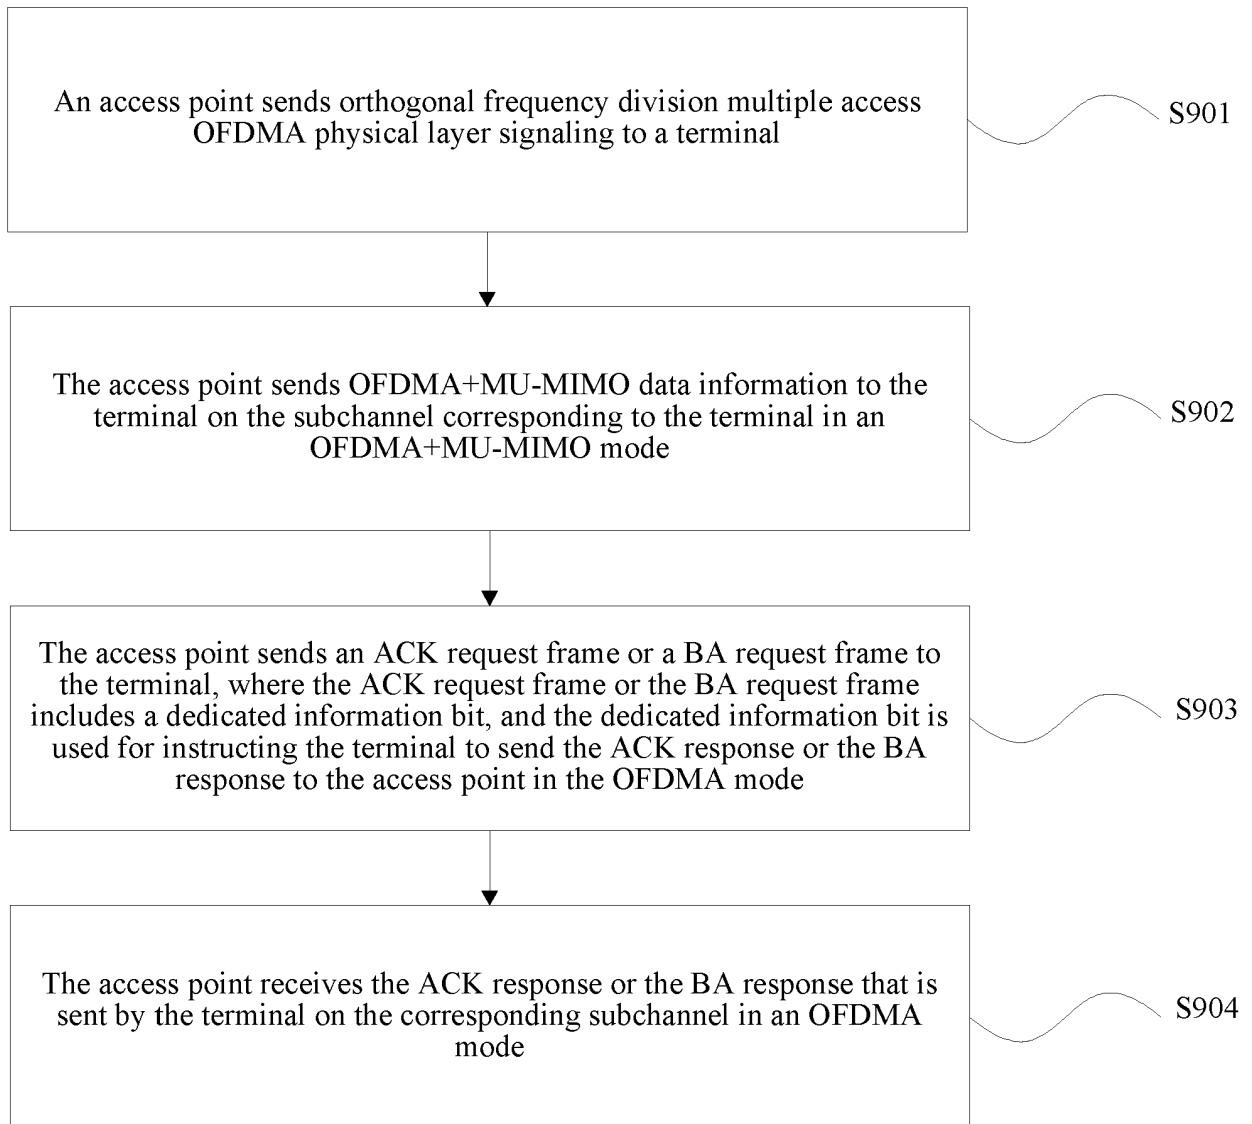 An access point sends orthogonal frequency division multiple access
OFDMA physical layer signaling to a terminal
S901
The access point sends OFDMA+MU-MIMO data information to the
terminal on the subchannel corresponding to the terminal in an
OFDMA+MU-MIMO mode
S902
The access point sends an ACK request frame or a BA request frame to
the terminal, where the ACK request frame or the BA request frame
includes a dedicated information bit, and the dedicated information bit is
used for instructing the terminal to send the ACK response or the BA
response to the access point in the OFDMA mode
S903
The access point receives the ACK response or the BA response that is
sent by the terminal on the corresponding subchannel in an OFDMA
mode
S904